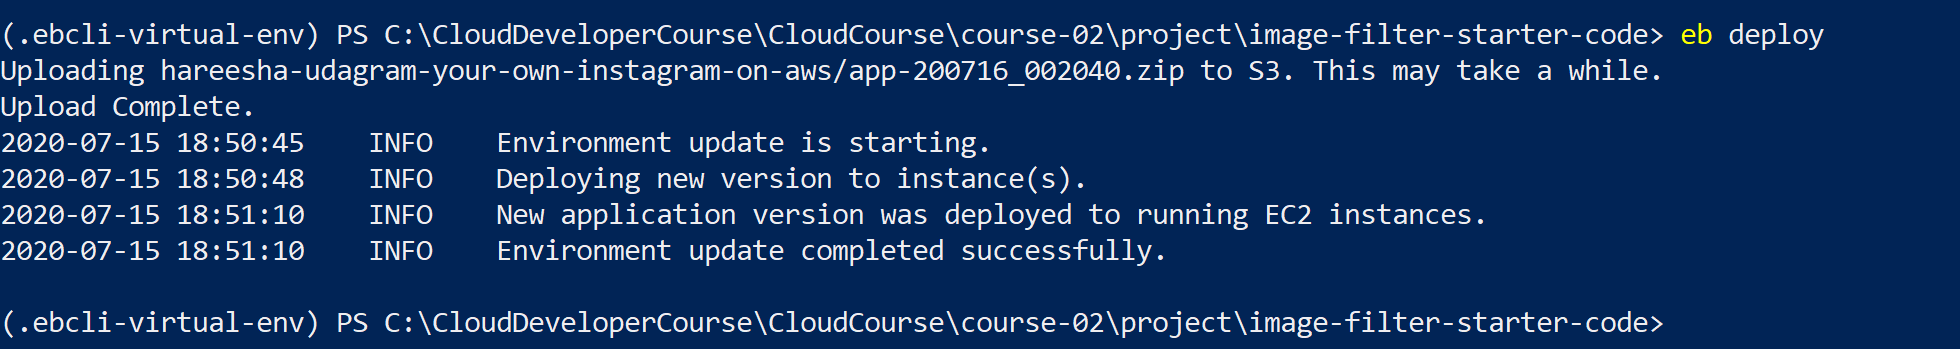 (.ebcli-virtual-env) PS C:\CloudDeveloperCourse\CloudCourse\course-02\project\image-filter-starter-code> eb deploy
Uploading hareesha-udagram-your-own-instagram-on-aws/app-200716_002040.zip to S3. This may take a while.
Upload Complete.
2020-07-15 18:50:45    INFO    Environment update is starting.
2020-07-15 18:50:48    INFO    Deploying new version to instance(s).
2020-07-15 18:51:10    INFO    New application version was deployed to running EC2 instances.
2020-07-15 18:51:10    INFO    Environment update completed successfully.
(.ebcli-virtual-env) PS C:\CloudDeveloperCourse\CloudCourse\course-02\project\image-filter-starter-code>